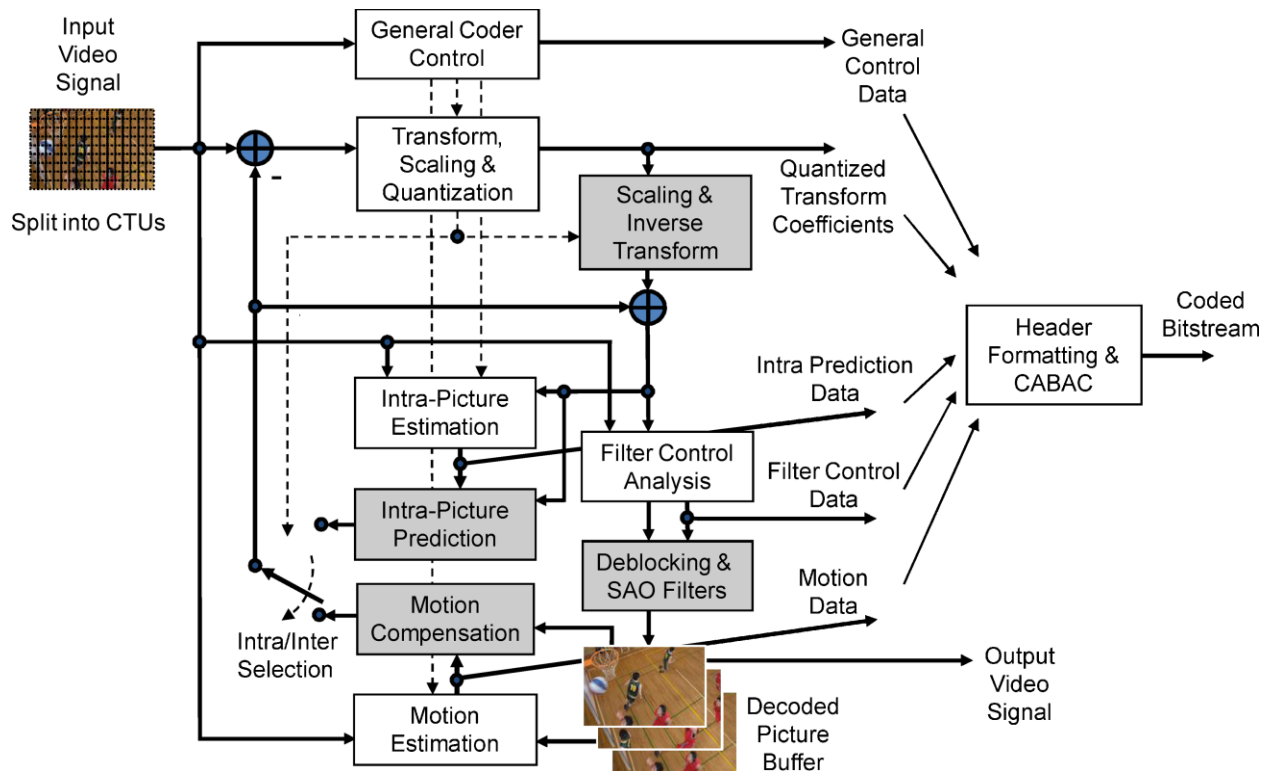 Input
Video
Signal
Split into CTUs
General Coder
Control
General
Control
Data
Transform,
Scaling &
Quantization
-
Quantized
Transform
Coefficients
Scaling &
Inverse
Transform
Header
Formatting &
CABAC
Coded
Bitstream
Intra-Picture
Estimation
Intra Prediction
Data
Filter Control
Analysis
Filter Control
Data
Intra-Picture
Prediction
Deblocking &
SAO Filters
Motion
Compensation
Motion
Data
Intra/Inter
Selection
Motion
Estimation
Decoded
Picture
Buffer
Output
Video
Signal